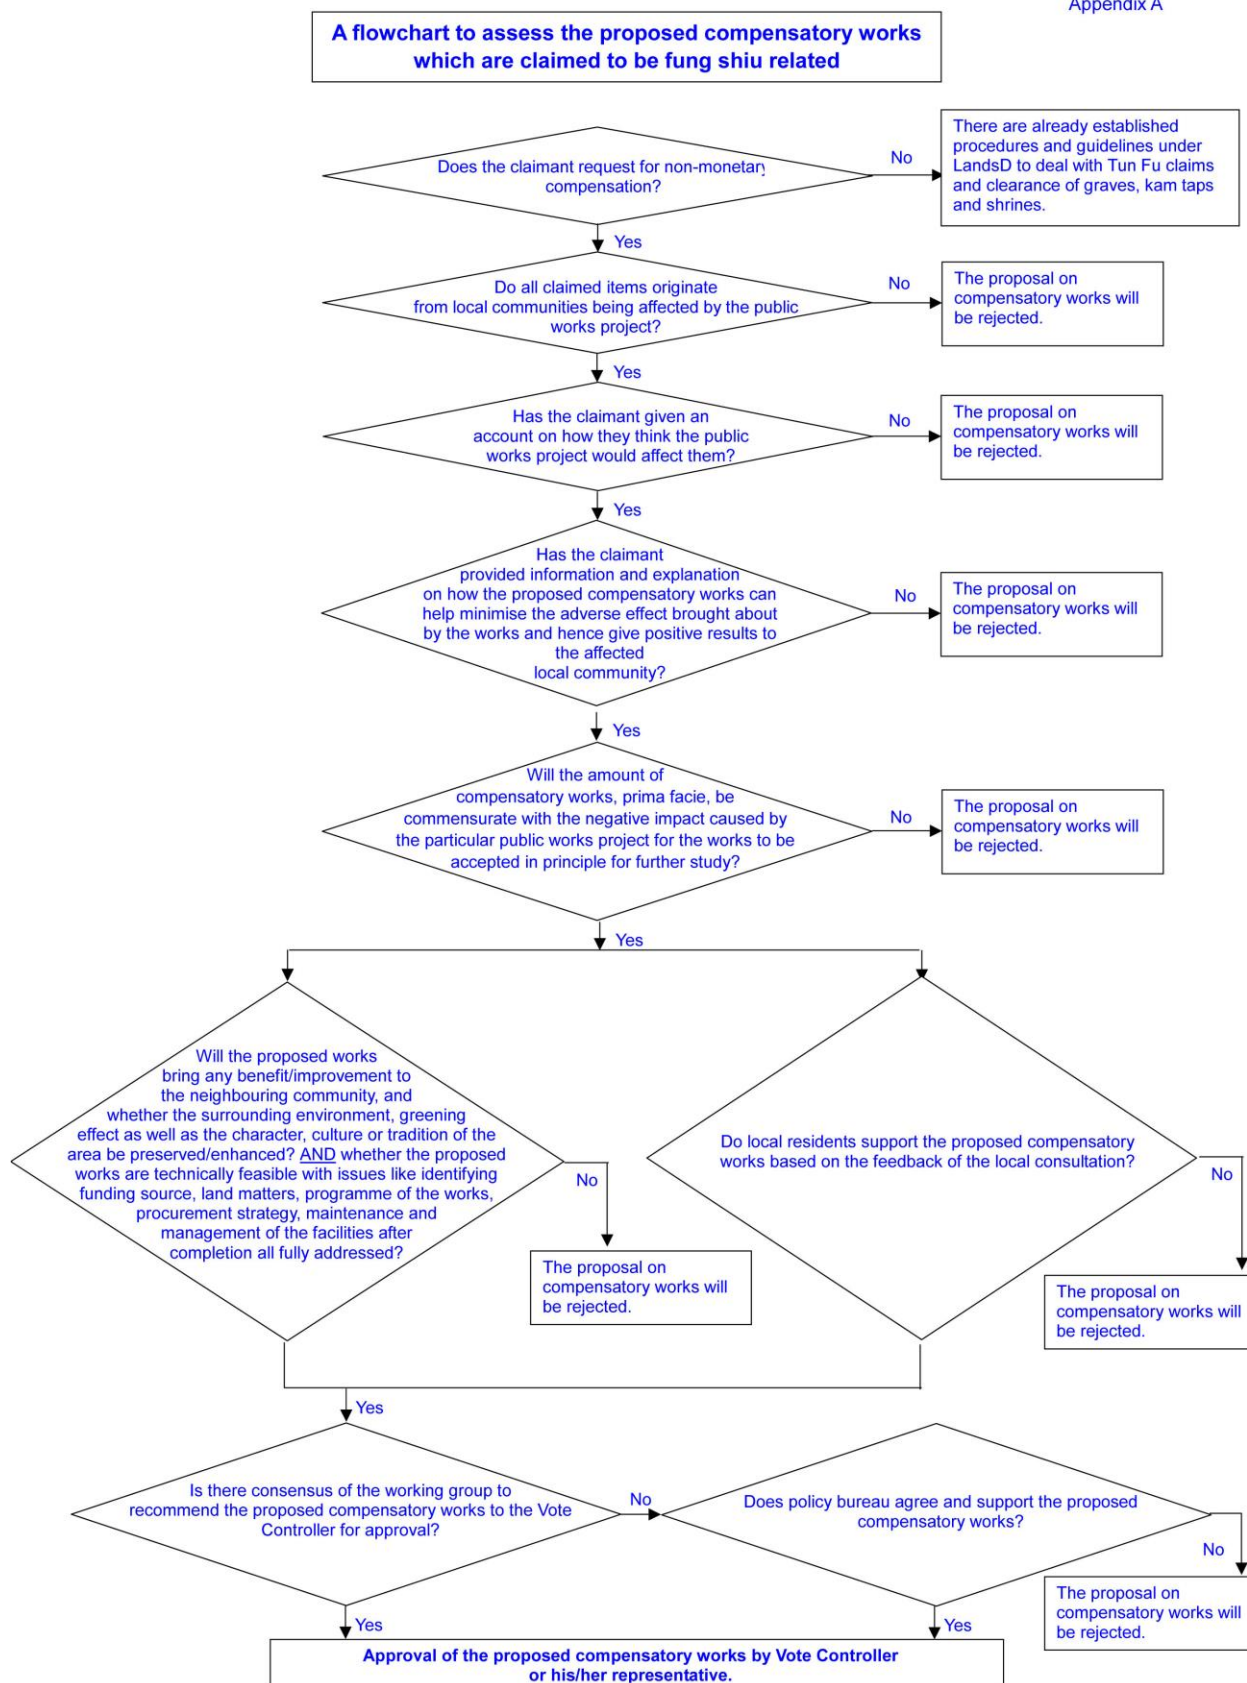 Appendix A
A flowchart to assess the proposed compensatory works
which are claimed to be fung shiu related
Does the claimant request for non-monetary
compensation?
No
There are already established
procedures and guidelines under
LandsD to deal with Tun Fu claims
and clearance of graves, kam taps
and shrines.
Yes
Do all claimed items originate
from local communities being affected by the public
works project?
No
The proposal on
compensatory works will
be rejected.
Yes
Has the claimant given an
account on how they think the public
works project would affect them?
No
The proposal on
compensatory works will
be rejected.
Yes
Has the claimant
provided information and explanation
on how the proposed compensatory works can
help minimise the adverse effect brought about
by the works and hence give positive results to
the affected
local community?
No
The proposal on
compensatory works will
be rejected.
Yes
Will the amount of
compensatory works, prima facie, be
commensurate with the negative impact caused by
the particular public works project for the works to be
accepted in principle for further study?
No
The proposal on
compensatory works will
be rejected.
Yes
Will the proposed works
bring any benefit/improvement to
the neighbouring community, and
whether the surrounding environment, greening
effect as well as the character, culture or tradition of the
area be preserved/enhanced? AND whether the proposed
works are technically feasible with issues like identifying
funding source, land matters, programme of the works,
procurement strategy, maintenance and
management of the facilities after
completion all fully addressed?
No
The proposal on
compensatory works will
be rejected.
Do local residents support the proposed compensatory
works based on the feedback of the local consultation?
No
The proposal on
compensatory works will
be rejected.
Yes
Is there consensus of the working group to
recommend the proposed compensatory works to the Vote
Controller for approval?
No
Does policy bureau agree and support the proposed
compensatory works?
No
The proposal on
compensatory works will
be rejected.
Yes
Yes
Approval of the proposed compensatory works by Vote Controller
or his/her representative.